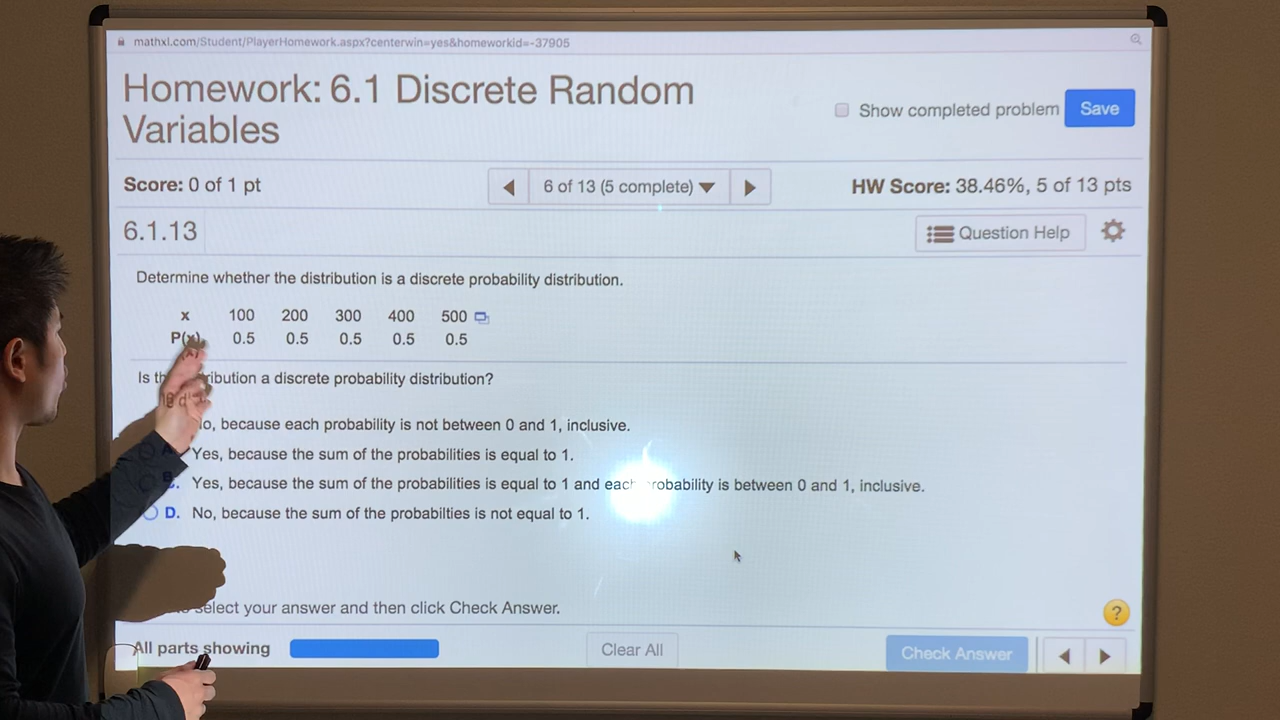 mathxl.com/Student/PlayerHomework.aspx?centerwin=yes&homeworkid=-37905
Homework: 6.1 Discrete Random
Variables
Show completed problem Save
Score: 0 of 1 pt
6 of 13 (5 complete)
HW Score: 38.46%, 5 of 13 pts
6.1.13
Question Help
Determine whether the distribution is a discrete probability distribution.
x 100 200 300 400 500
P(x) 0.5 0.5 0.5 0.5 0.5
Is the distribution a discrete probability distribution?
No, because each probability is not between 0 and 1, inclusive.
Yes, because the sum of the probabilities is equal to 1.
Yes, because the sum of the probabilities is equal to 1 and each probability is between 0 and 1, inclusive.
D. No, because the sum of the probabilties is not equal to 1.
select your answer and then click Check Answer.
All parts showing
Clear All
Check Answer
?